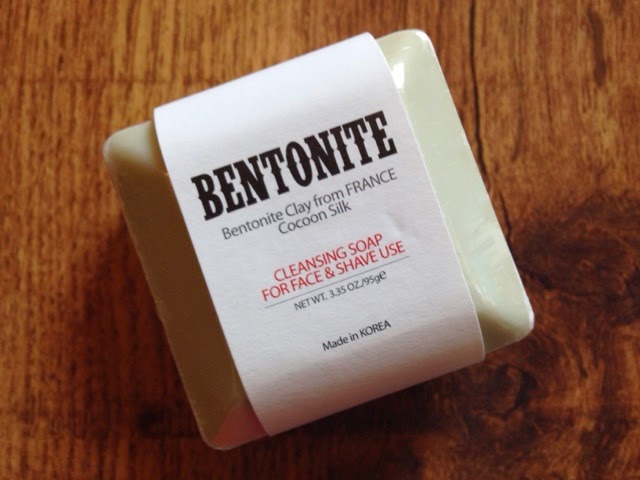 BENTONITE
Bentonite Clay from FRANCE
Cocoon Silk
CLEANSING SOAP
FOR FACE & SHAVE USE
NET WT. 3.35 OZ./95g℮
Made in KOREA